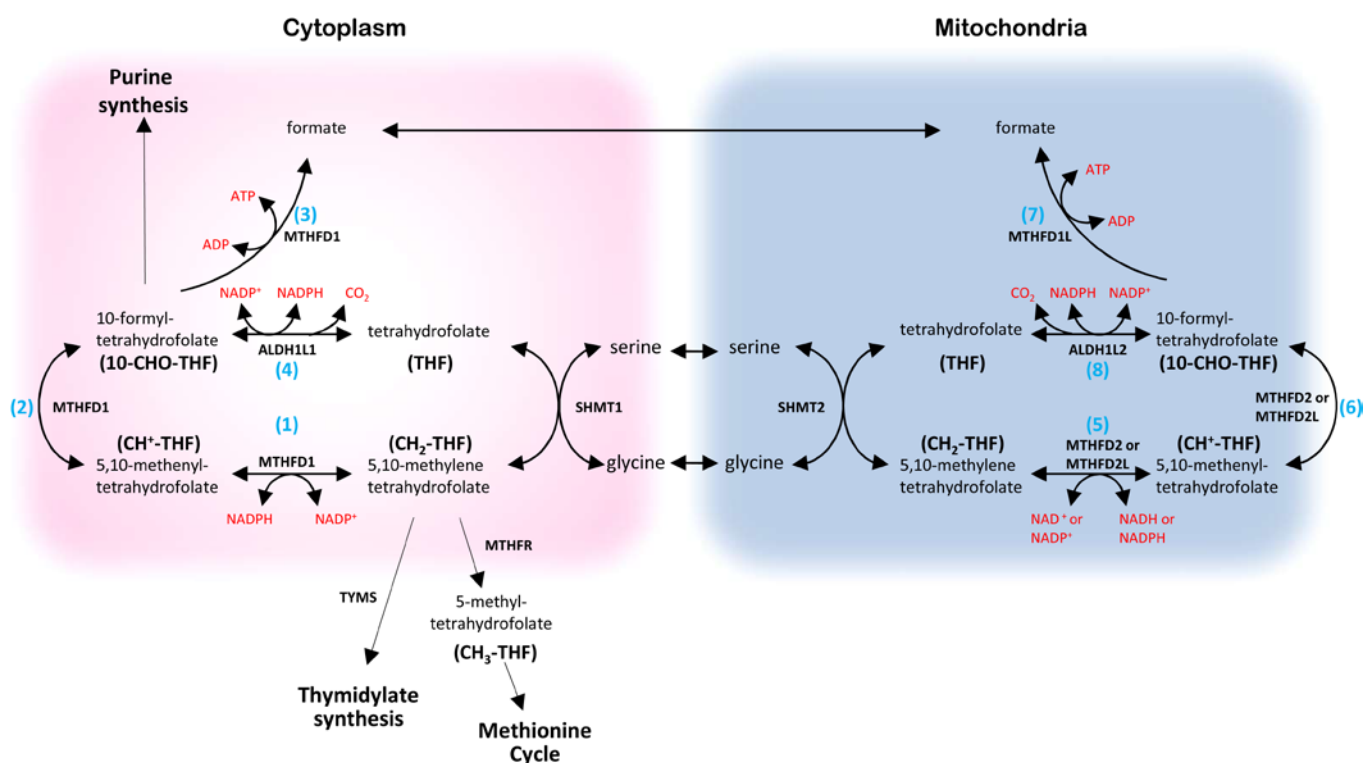 Cytoplasm
Mitochondria
Purine
synthesis
formate
formate
ATP
(3)
MTHFD1
ADP
ATP
(7)
MTHFD1L
ADP
NADP⁺
NADPH
CO₂
10-formyl-
tetrahydrofolate
(10-CHO-THF)
ALDH1L1
(4)
tetrahydrofolate
(THF)
CO₂
NADPH
NADP⁺
tetrahydrofolate
(THF)
ALDH1L2
(8)
10-formyl-
tetrahydrofolate
(10-CHO-THF)
serine
serine
(2)
MTHFD1
SHMT1
SHMT2
MTHFD2 or
MTHFD2L
(6)
(CH⁺-THF)
5,10-methenyl-
tetrahydrofolate
(1)
MTHFD1
NADPH
NADP⁺
(CH₂-THF)
5,10-methylene
tetrahydrofolate
glycine
glycine
(CH₂-THF)
5,10-methylene
tetrahydrofolate
(5)
MTHFD2 or
MTHFD2L
NAD⁺ or
NADP⁺
NADH or
NADPH
(CH⁺-THF)
5,10-methenyl-
tetrahydrofolate
MTHFR
TYMS
5-methyl-
tetrahydrofolate
(CH₃-THF)
Thymidylate
synthesis
Methionine
Cycle